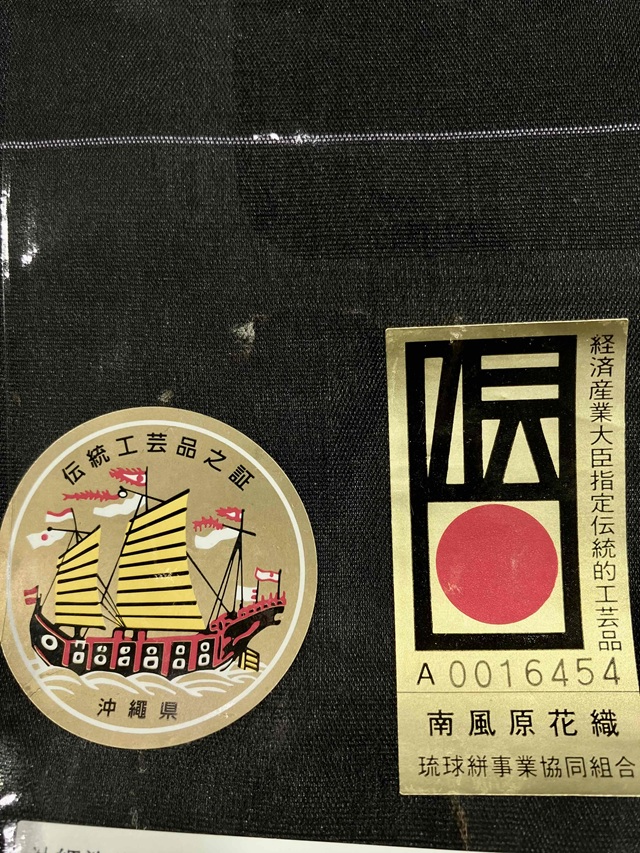 伝統工芸品之証
沖繩県
伝
経済産業大臣指定伝統的工芸品
A 0016454
南風原花織
琉球絣事業協同組合